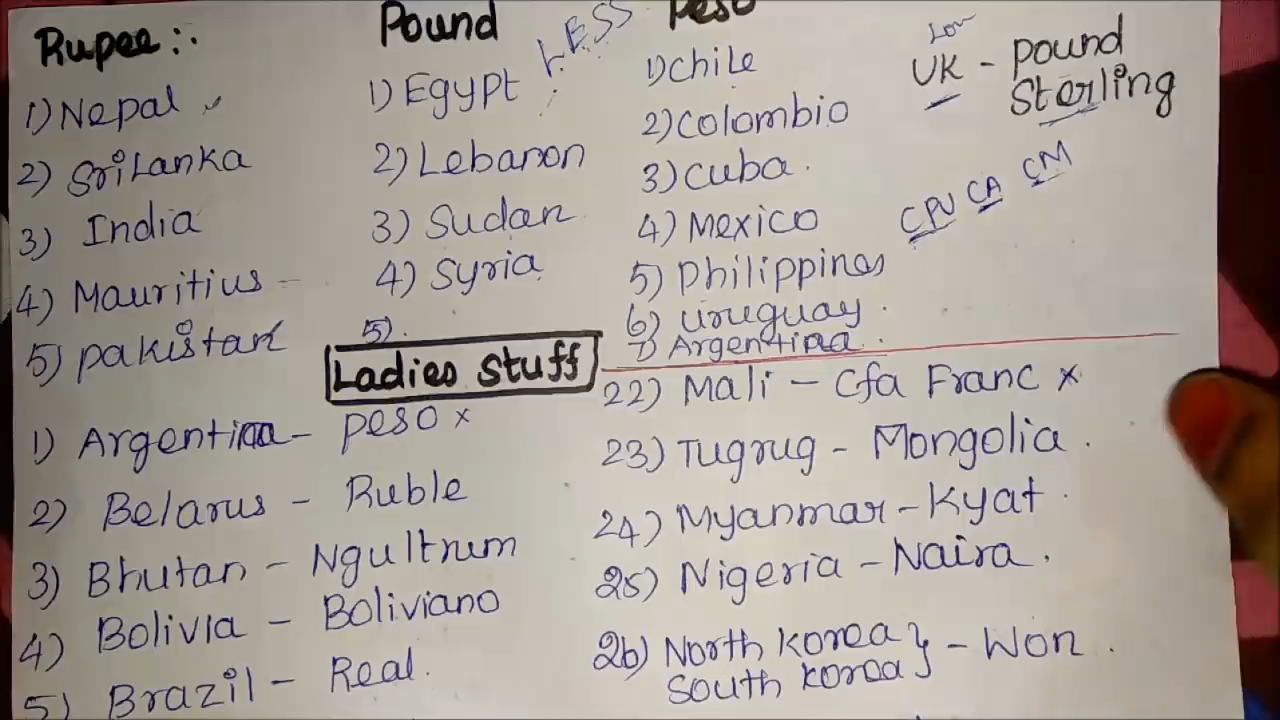 Rupee:.
1) Nepal
2) SriLanka
3) India
4) Mauritius -
5) pakistan
Pound
1) Egypt
2) Lebanon
3) Sudan
4) Syria
5).
LESS
Peso
1) Chile
2) Colombio
3) Cuba.
4) Mexico
5) Philippines
6) Uruguay.
7) Argentina.
Low
UK - Pound
Sterling
CPU CA CM
Ladies Stuff
1) Argentina - Peso x
2) Belarus - Ruble
3) Bhutan - Ngultrum
4) Bolivia - Boliviano
5) Brazil - Real.
22) Mali - Cfa Franc x
23) Tugrug - Mongolia.
24) Myanmar - Kyat.
25) Nigeria - Naira.
26) North korea } - Won.
South korea